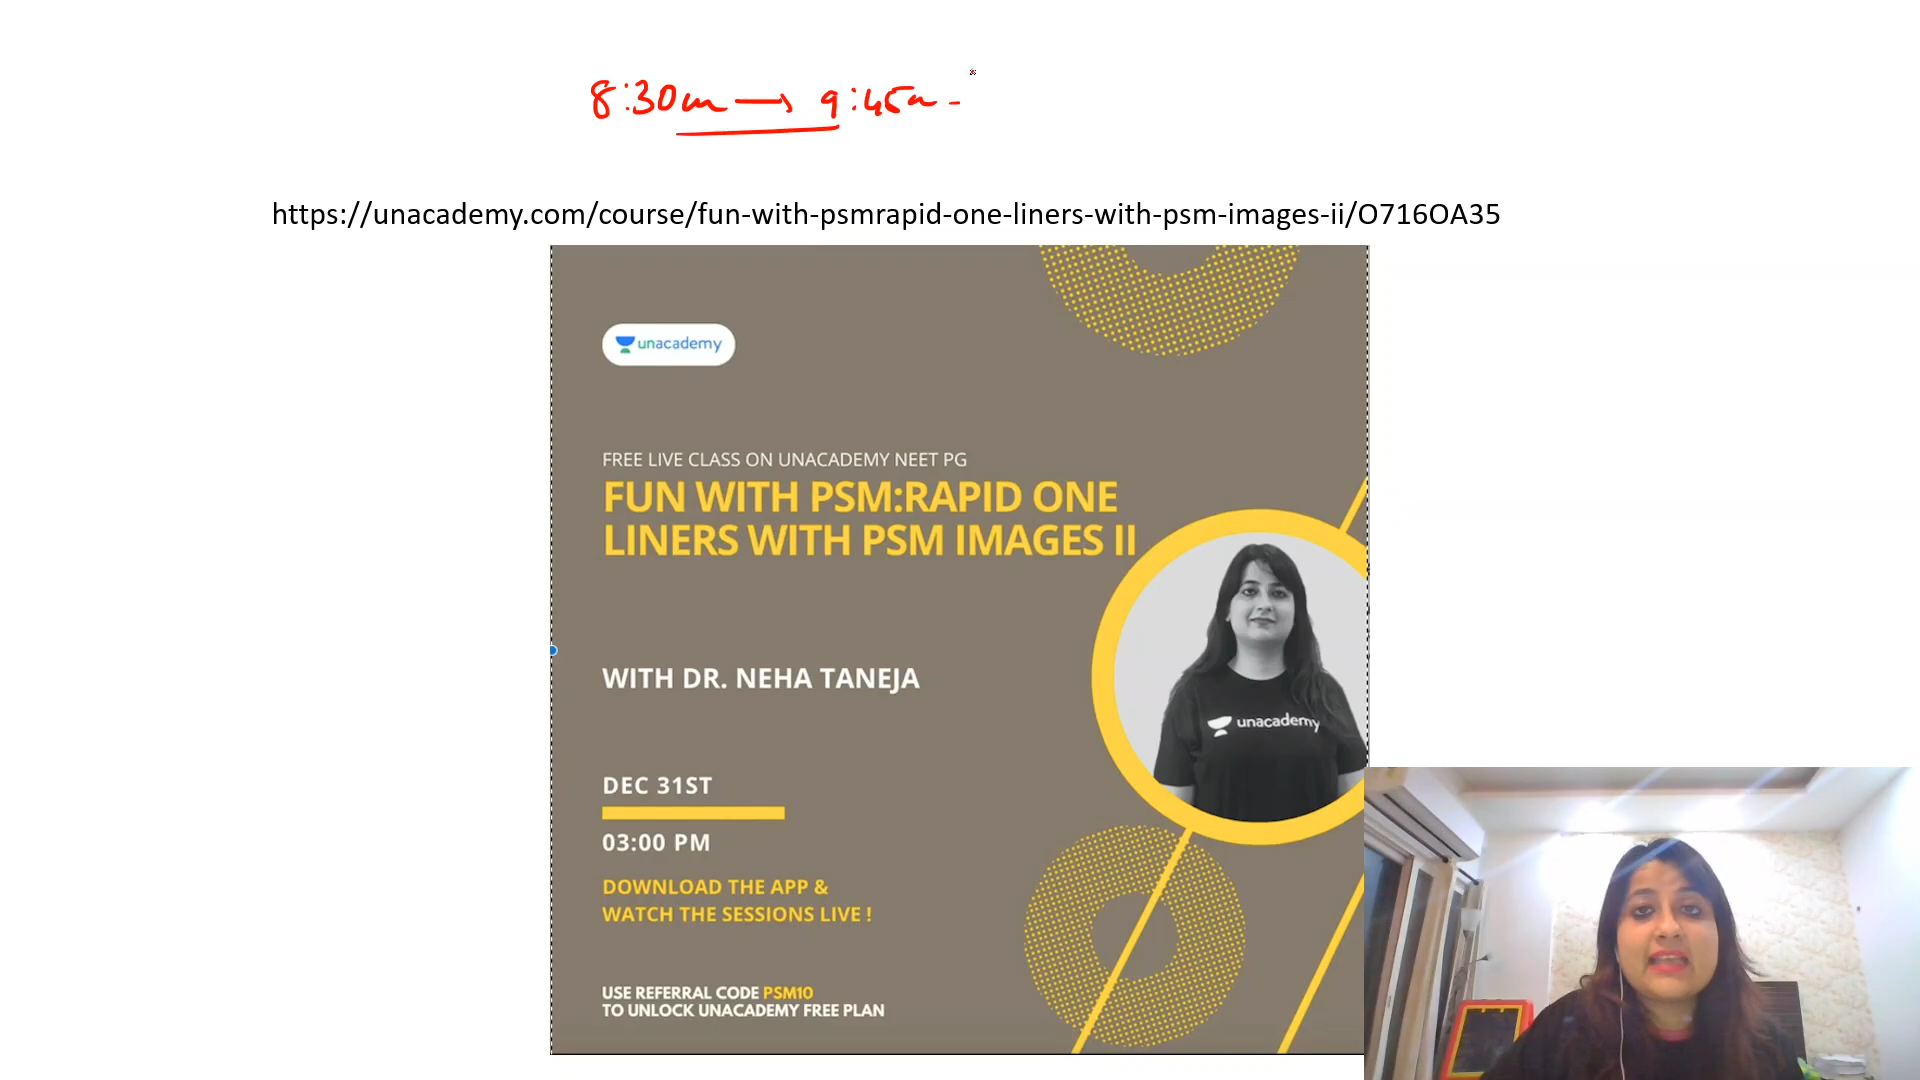 8:30am → 9:45am -
https://unacademy.com/course/fun-with-psmrapid-one-liners-with-psm-images-ii/O716OA35
unacademy
FREE LIVE CLASS ON UNACADEMY NEET PG
FUN WITH PSM:RAPID ONE
LINERS WITH PSM IMAGES II
WITH DR. NEHA TANEJA
unacademy
DEC 31ST
03:00 PM
DOWNLOAD THE APP &
WATCH THE SESSIONS LIVE !
USE REFERRAL CODE PSM10
TO UNLOCK UNACADEMY FREE PLAN